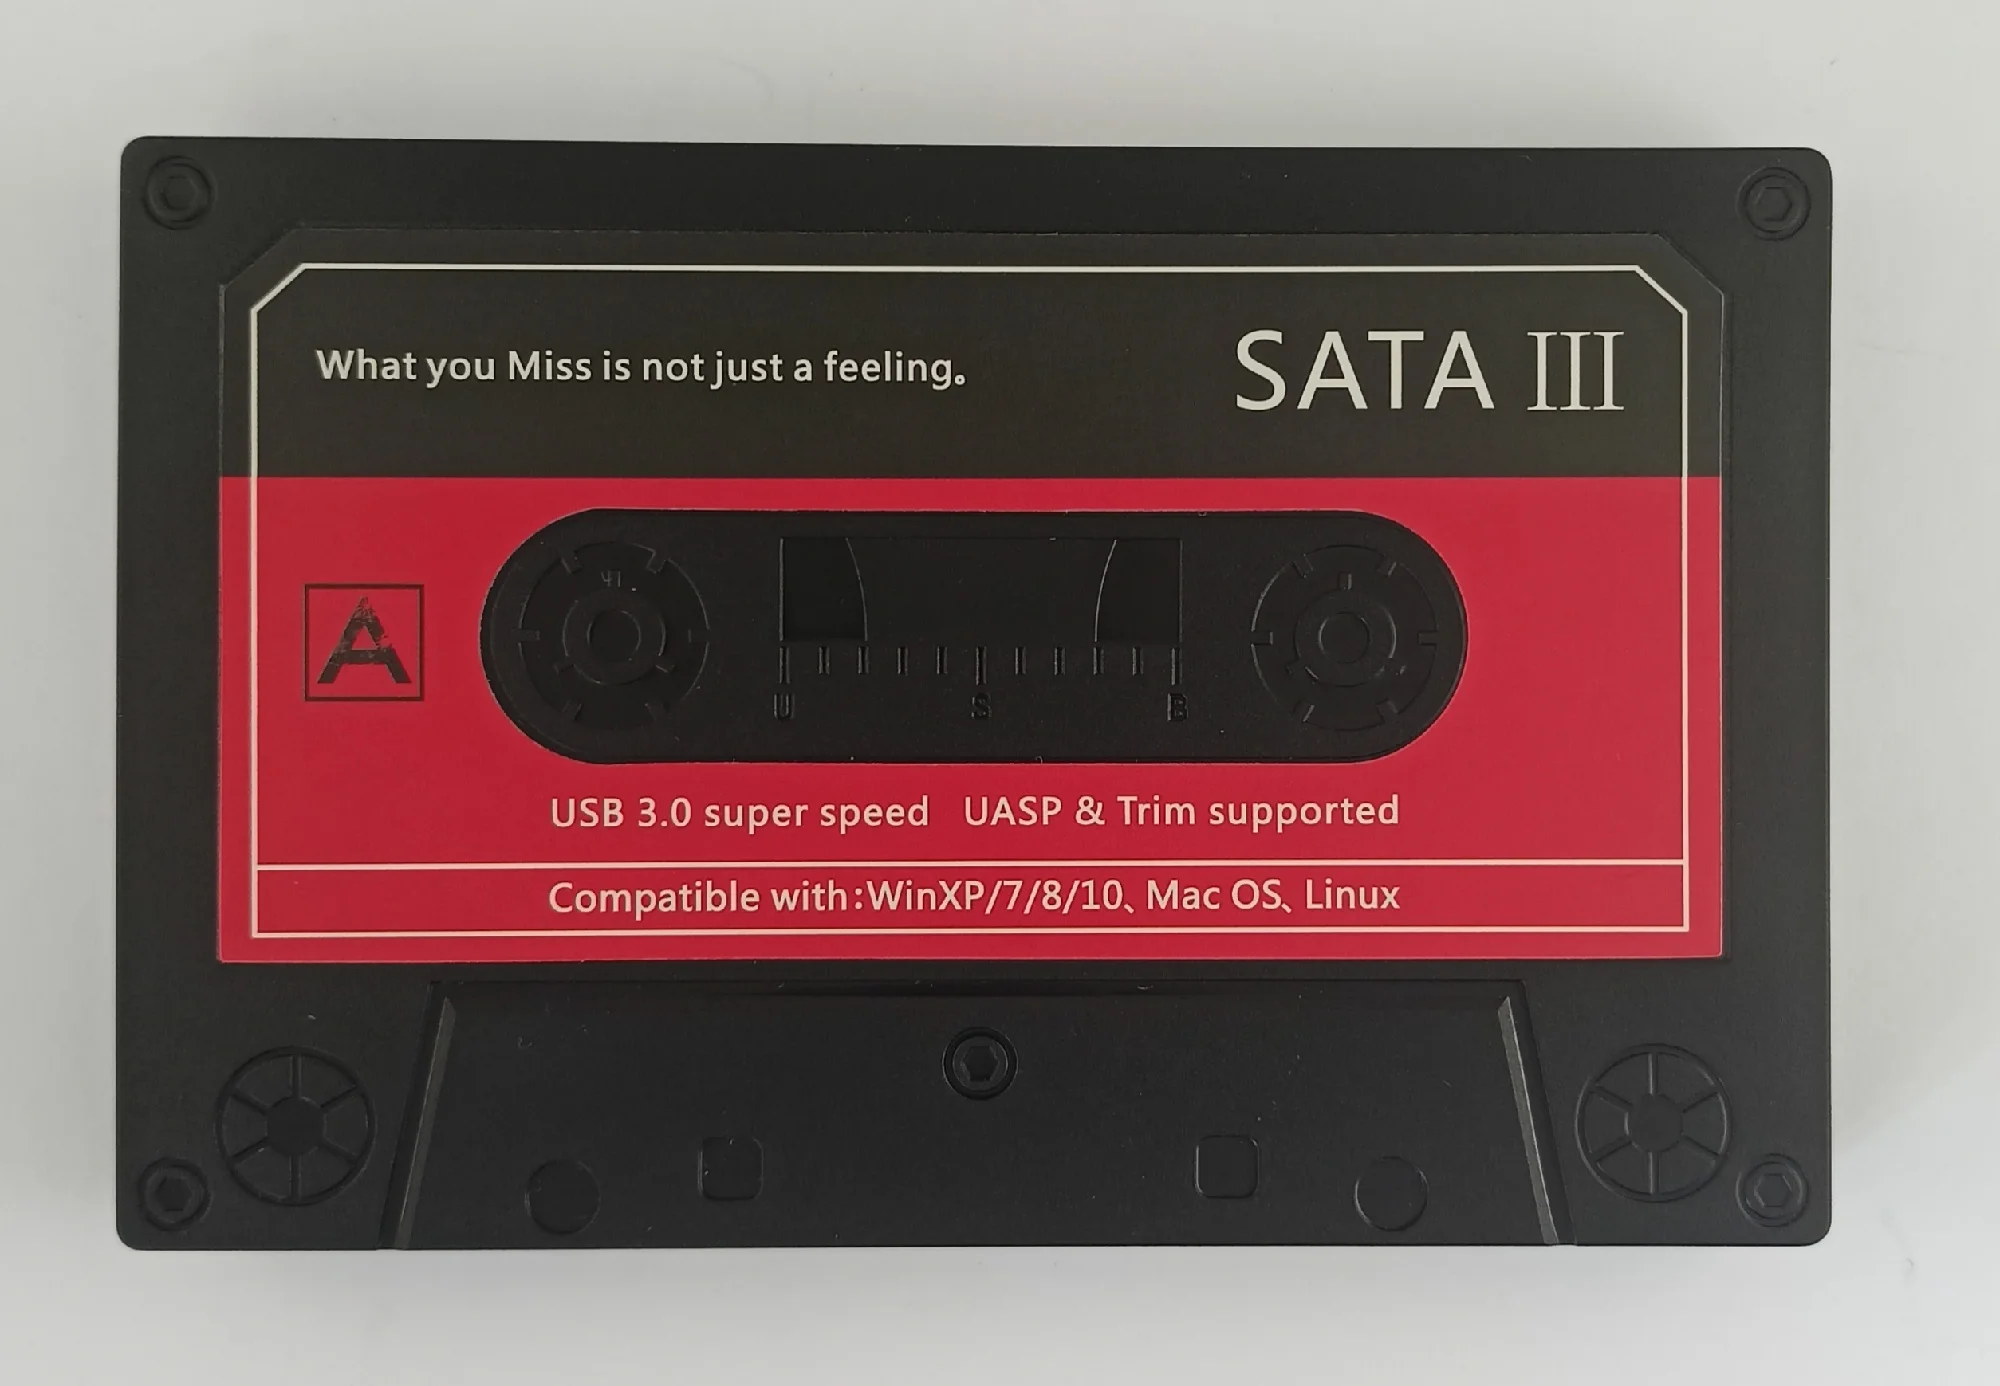 What you Miss is not just a feeling。
SATA III
A
U S B
USB 3.0 super speed UASP & Trim supported
Compatible with:WinXP/7/8/10、Mac OS、Linux